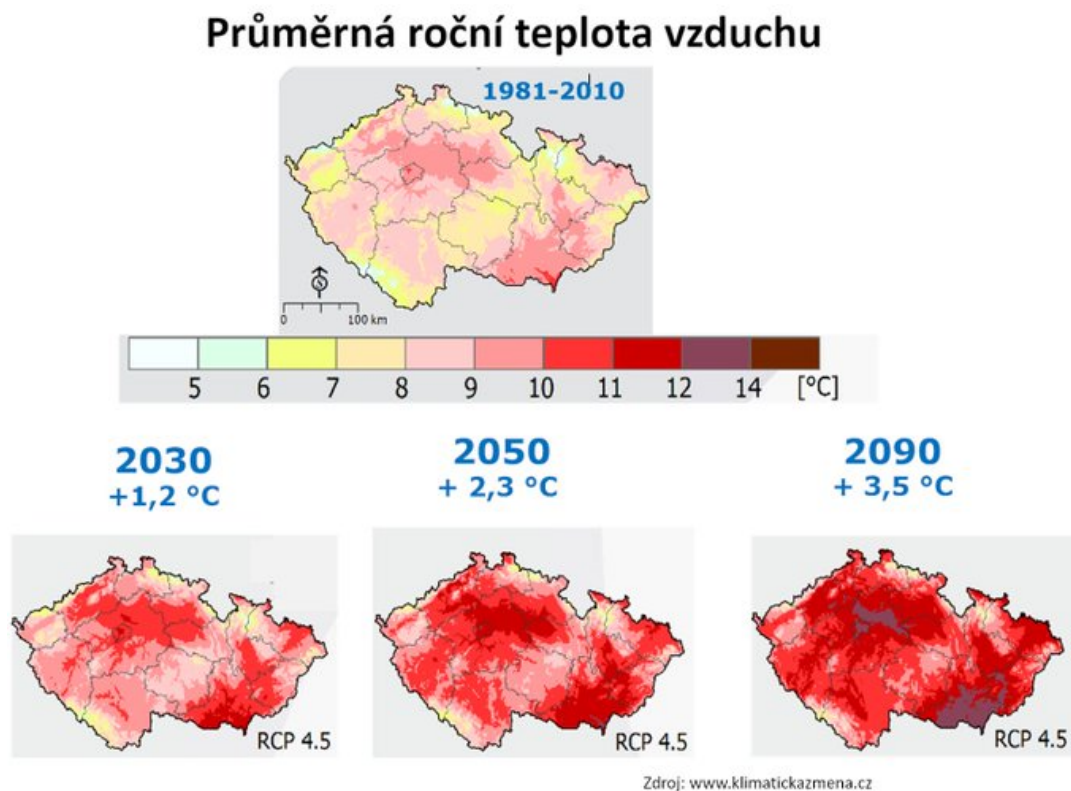 Průměrná roční teplota vzduchu
1981-2010
0 100 km
5 6 7 8 9 10 11 12 14 [°C]
2030 2050 2090
+1,2 °C + 2,3 °C + 3,5 °C
RCP 4.5 RCP 4.5 RCP 4.5
Zdroj: www.klimatickazmena.cz